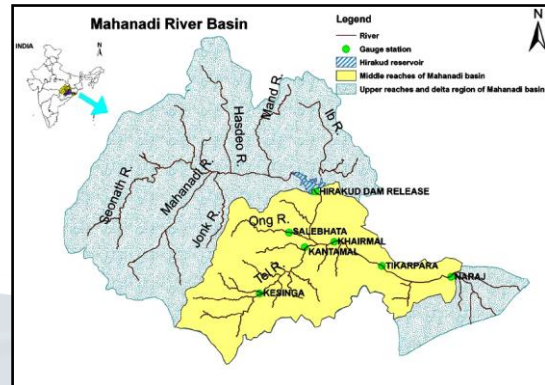 Mahanadi River Basin
INDIA
N
Legend
River
Gauge station
Hirakud reservoir
Middle reaches of Mahanadi basin
Upper reaches and delta region of Mahanadi basin
N
Seonath R.
Mahanadi R.
Hasdeo R.
Mand R.
Ib R.
Jonk R.
HIRAKUD DAM RELEASE
Ong R.
SALEBHATA
KHAIRMAL
KANTAMAL
Tel R.
TIKARPARA
NARAJ
KESINGA